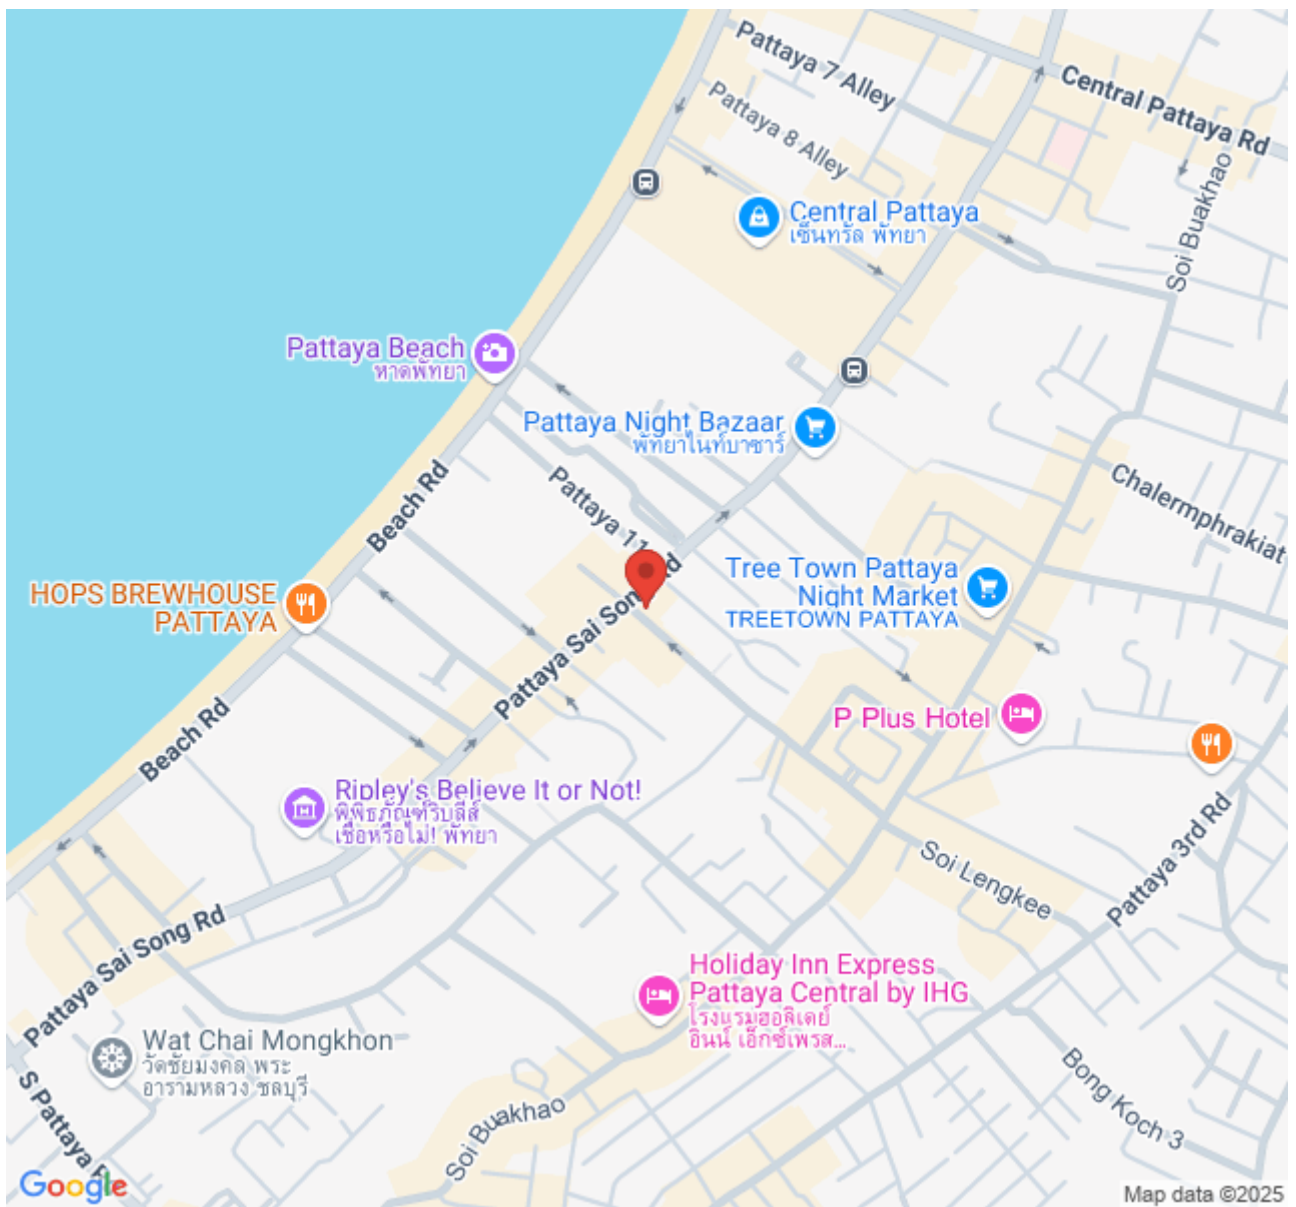 Pattaya 7 Alley
Central Pattaya Rd
Pattaya 8 Alley
Soi Buakhao
Central Pattaya
เซ็นทรัล พัทยา
Pattaya Beach
หาดพัทยา
Pattaya Night Bazaar
พัทยาไนท์บาซาร์
Beach Rd
Pattaya 11
Chalermphrakiat
HOPS BREWHOUSE
PATTAYA
Tree Town Pattaya
Night Market
TREETOWN PATTAYA
Pattaya Sai Song Rd
Beach Rd
P Plus Hotel
Ripley's Believe It or Not!
พิพิธภัณฑ์ริบลีส์
เชื่อหรือไม่! พัทยา
Soi Lengkee
Pattaya 3rd Rd
Pattaya Sai Song Rd
Holiday Inn Express
Pattaya Central by IHG
โรงแรมฮอลิเดย์
อินน์ เอ็กซ์เพรส...
Wat Chai Mongkhon
วัดชัยมงคล พระ
อารามหลวง ชลบุรี
S Pattaya R
Soi Buakhao
Bong Koch 3
Google
Map data ©2025